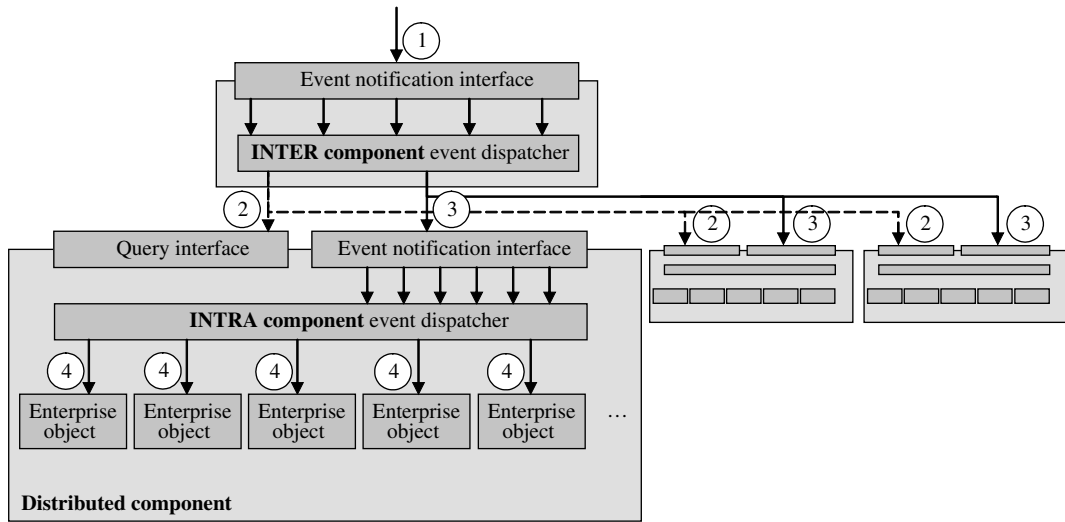 1
Event notification interface
INTER component event dispatcher
2
3
2
3
2
3
Query interface
Event notification interface
INTRA component event dispatcher
4
4
4
4
4
Enterprise
object
Enterprise
object
Enterprise
object
Enterprise
object
Enterprise
object
...
Distributed component